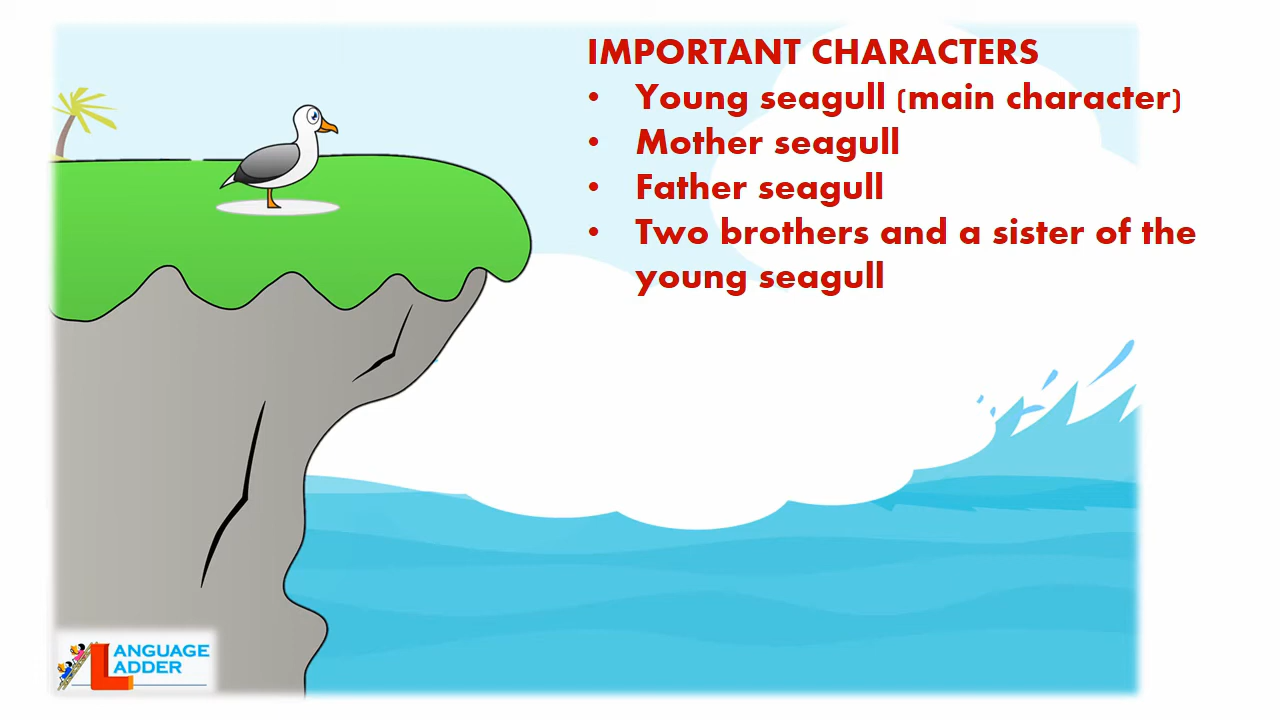 IMPORTANT CHARACTERS
• Young seagull (main character)
• Mother seagull
• Father seagull
• Two brothers and a sister of the
young seagull
LANGUAGE
LADDER